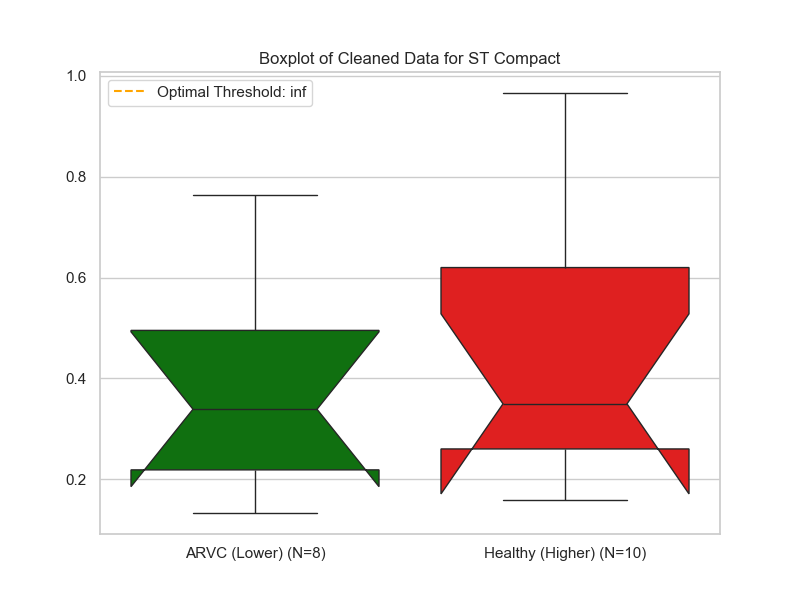 Boxplot of Cleaned Data for ST Compact
Optimal Threshold: inf
1.0
0.8
0.6
0.4
0.2
ARVC (Lower) (N=8)
Healthy (Higher) (N=10)